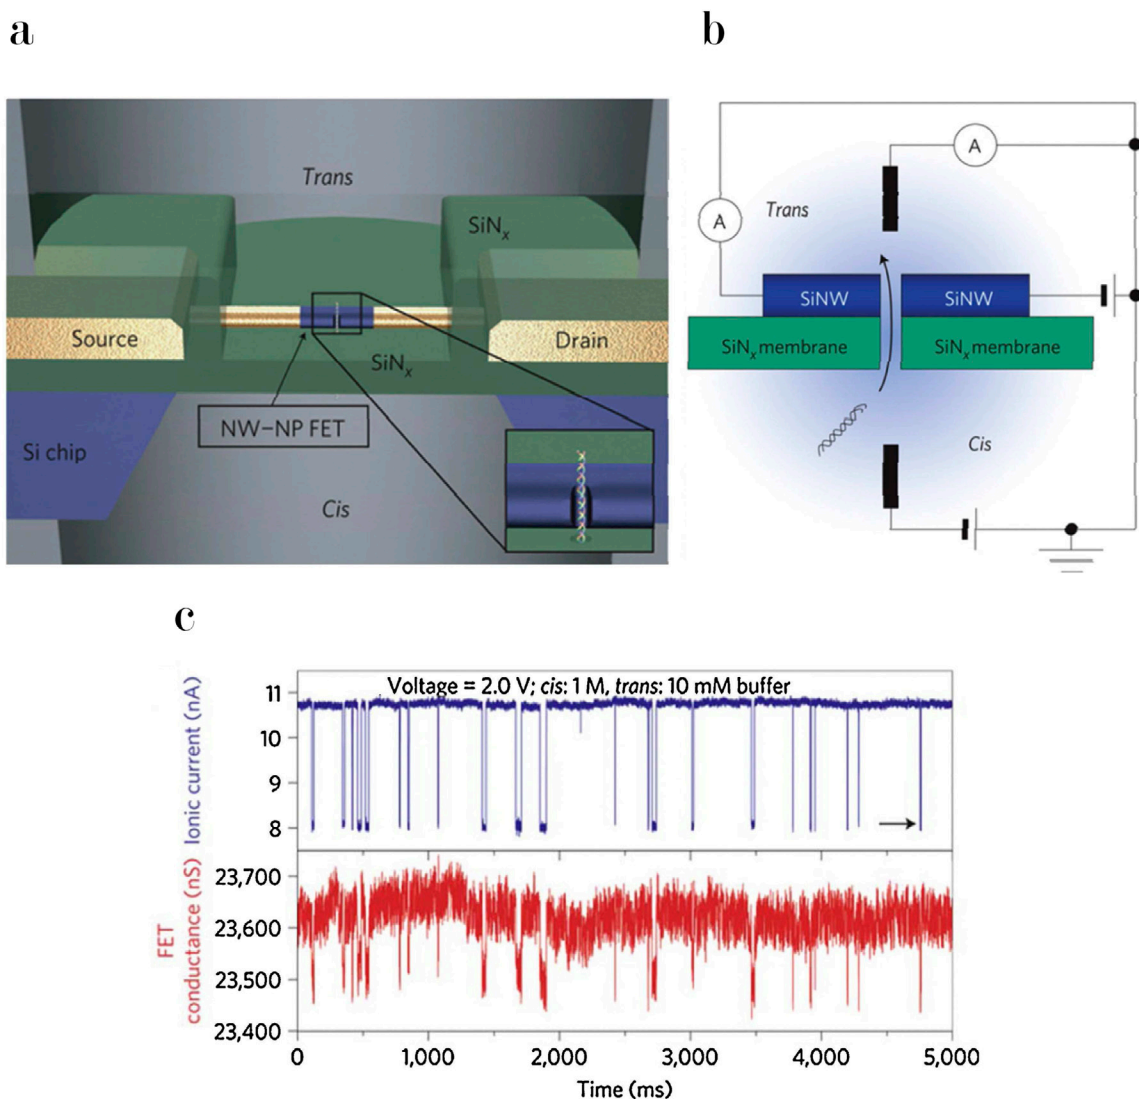 a
Trans
SiNx
Source
Drain
SiNx
NW–NP FET
Si chip
Cis
b
A
Trans
A
SiNW
SiNW
SiNx membrane
SiNx membrane
Cis
c
Voltage = 2.0 V; cis: 1 M, trans: 10 mM buffer
Ionic current (nA)
11
10
9
8
FET
conductance (nS)
23,700
23,600
23,500
23,400
0
1,000
2,000
3,000
4,000
5,000
Time (ms)